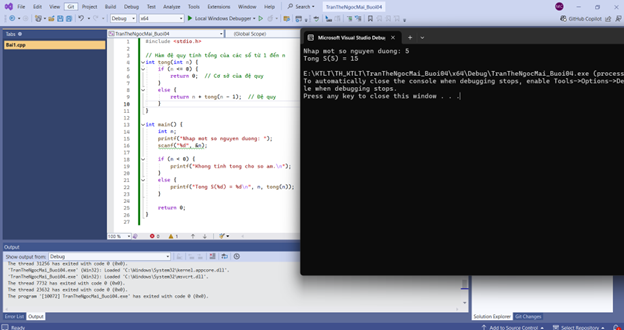 File Edit View Git Project Build Debug Test Analyze Tools Extensions Window Help Search TranTheNgocMai_Buoi04
Debug x64 Local Windows Debugger GitHub Copilot
Tabs
Bai1.cpp
TranTheNgocMai_Buoi04 (Global Scope)
#include <stdio.h>
// Hàm đệ quy tính tổng của các số từ 1 đến n
int tong(int n) {
if (n <= 0) {
return 0; // Cơ sở của đệ quy
}
else {
return n + tong(n - 1); // Đệ quy
}
}
int main() {
int n;
printf("Nhap mot so nguyen duong: ");
scanf("%d", &n);
if (n < 0) {
printf("Khong tinh tong cho so am.\n");
}
else {
printf("Tong S(%d) = %d\n", n, tong(n));
}
return 0;
}
100 % 0 1
Microsoft Visual Studio Debu
Nhap mot so nguyen duong: 5
Tong S(5) = 15
E:\KTLT\TH_KTLT\TranTheNgocMai_Buoi04\x64\Debug\TranTheNgocMai_Buoi04.exe (process
To automatically close the console when debugging stops, enable Tools->Options->De
le when debugging stops.
Press any key to close this window . . .
Output
Show output from: Debug
The thread 31256 has exited with code 0 (0x0).
'TranTheNgocMai_Buoi04.exe' (Win32): Loaded 'C:\Windows\System32\kernel.appcore.dll'.
'TranTheNgocMai_Buoi04.exe' (Win32): Loaded 'C:\Windows\System32\msvcrt.dll'.
The thread 7732 has exited with code 0 (0x0).
The thread 23632 has exited with code 0 (0x0).
The program '[10072] TranTheNgocMai_Buoi04.exe' has exited with code 0 (0x0).
Error List Output
Solution Explorer Git Changes
Ready Add to Source Control Select Repository